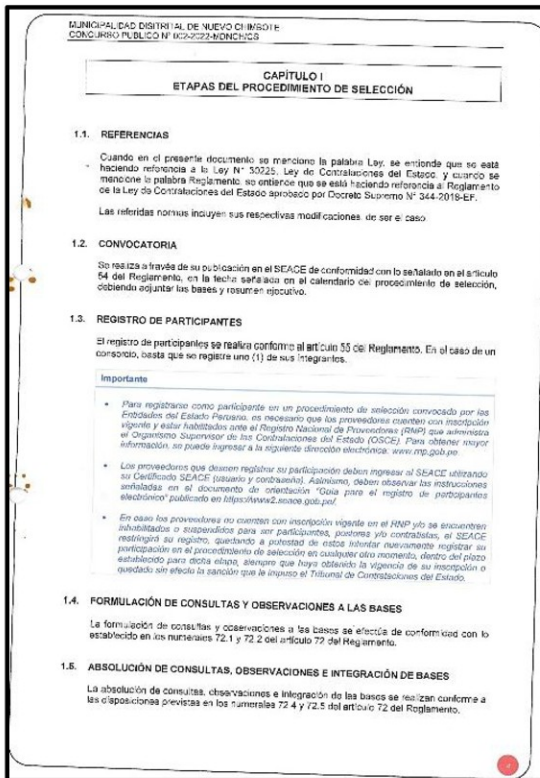 MUNICIPALIDAD DISITRITAL DE NUEVO CHIMBOTE
CONCURSO PUBLICO N° 002-2022-MDNCH/CS
CAPÍTULO I
ETAPAS DEL PROCEDIMIENTO DE SELECCIÓN
1.1. REFERENCIAS
Cuando en el presente documento se mencione la palabra Ley, se entiende que se está
haciendo referencia a la Ley N° 30225, Ley de Contrataciones del Estado, y cuando se
mencione la palabra Reglamento, se entiende que se está haciendo referencia al Reglamento
de la Ley de Contrataciones del Estado aprobado por Decreto Supremo N° 344-2018-EF.
Las referidas normas incluyen sus respectivas modificaciones, de ser el caso
1.2. CONVOCATORIA
Se realiza a través de su publicación en el SEACE de conformidad con lo señalado en el artículo
54 del Reglamento, en la fecha señalada en el calendario del procedimiento de selección,
debiendo adjuntar las bases y resumen ejecutivo.
1.3. REGISTRO DE PARTICIPANTES
El registro de participantes se realiza conforme al artículo 55 del Reglamento. En el caso de un
consorcio, basta que se registre uno (1) de sus integrantes.
Importante
• Para registrarse como participante en un procedimiento de selección convocado por las
Entidades del Estado Peruano, es necesario que los proveedores cuenten con inscripción
vigente y estar habilitados ante el Registro Nacional de Proveedores (RNP) que administra
el Organismo Supervisor de las Contrataciones del Estado (OSCE). Para obtener mayor
información, se puede ingresar a la siguiente dirección electrónica: www.rnp.gob.pe.
• Los proveedores que deseen registrar su participación deben ingresar al SEACE utilizando
su Certificado SEACE (usuario y contraseña). Asimismo, deben observar las instrucciones
señaladas en el documento de orientación "Guía para el registro de participantes
electrónico" publicado en https://www2.seace.gob.pe/.
• En caso los proveedores no cuenten con inscripción vigente en el RNP y/o se encuentren
inhabilitados o suspendidos para ser participantes, postores y/o contratistas, el SEACE
restringirá su registro, quedando a potestad de estos intentar nuevamente registrar su
participación en el procedimiento de selección en cualquier otro momento, dentro del plazo
establecido para dicha etapa, siempre que haya obtenido la vigencia de su inscripción o
quedado sin efecto la sanción que le impuso el Tribunal de Contrataciones del Estado.
1.4. FORMULACIÓN DE CONSULTAS Y OBSERVACIONES A LAS BASES
La formulación de consultas y observaciones a las bases se efectúa de conformidad con lo
establecido en los numerales 72.1 y 72.2 del artículo 72 del Reglamento.
1.5. ABSOLUCIÓN DE CONSULTAS, OBSERVACIONES E INTEGRACIÓN DE BASES
La absolución de consultas, observaciones e integración de las bases se realizan conforme a
las disposiciones previstas en los numerales 72.4 y 72.5 del artículo 72 del Reglamento.